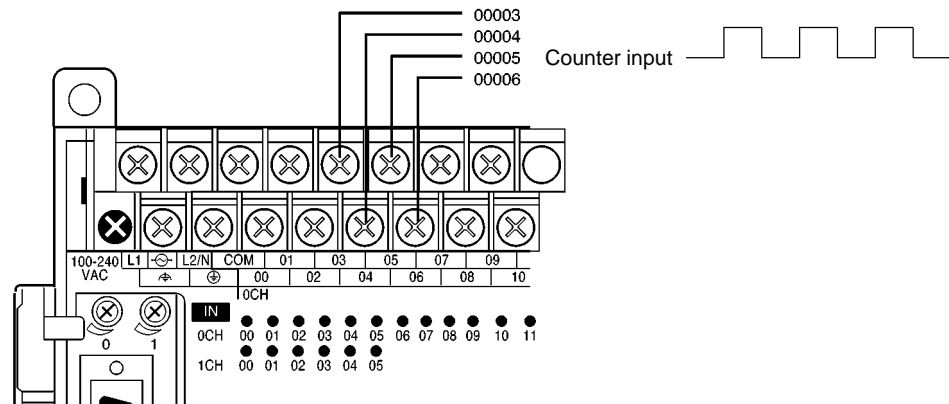 00003
00004
00005
00006
Counter input
100-240 VAC
L1 L2/N COM 01 03 05 07 09
00 02 04 06 08 10
0CH
IN
0CH 00 01 02 03 04 05 06 07 08 09 10 11
1CH 00 01 02 03 04 05
0 1